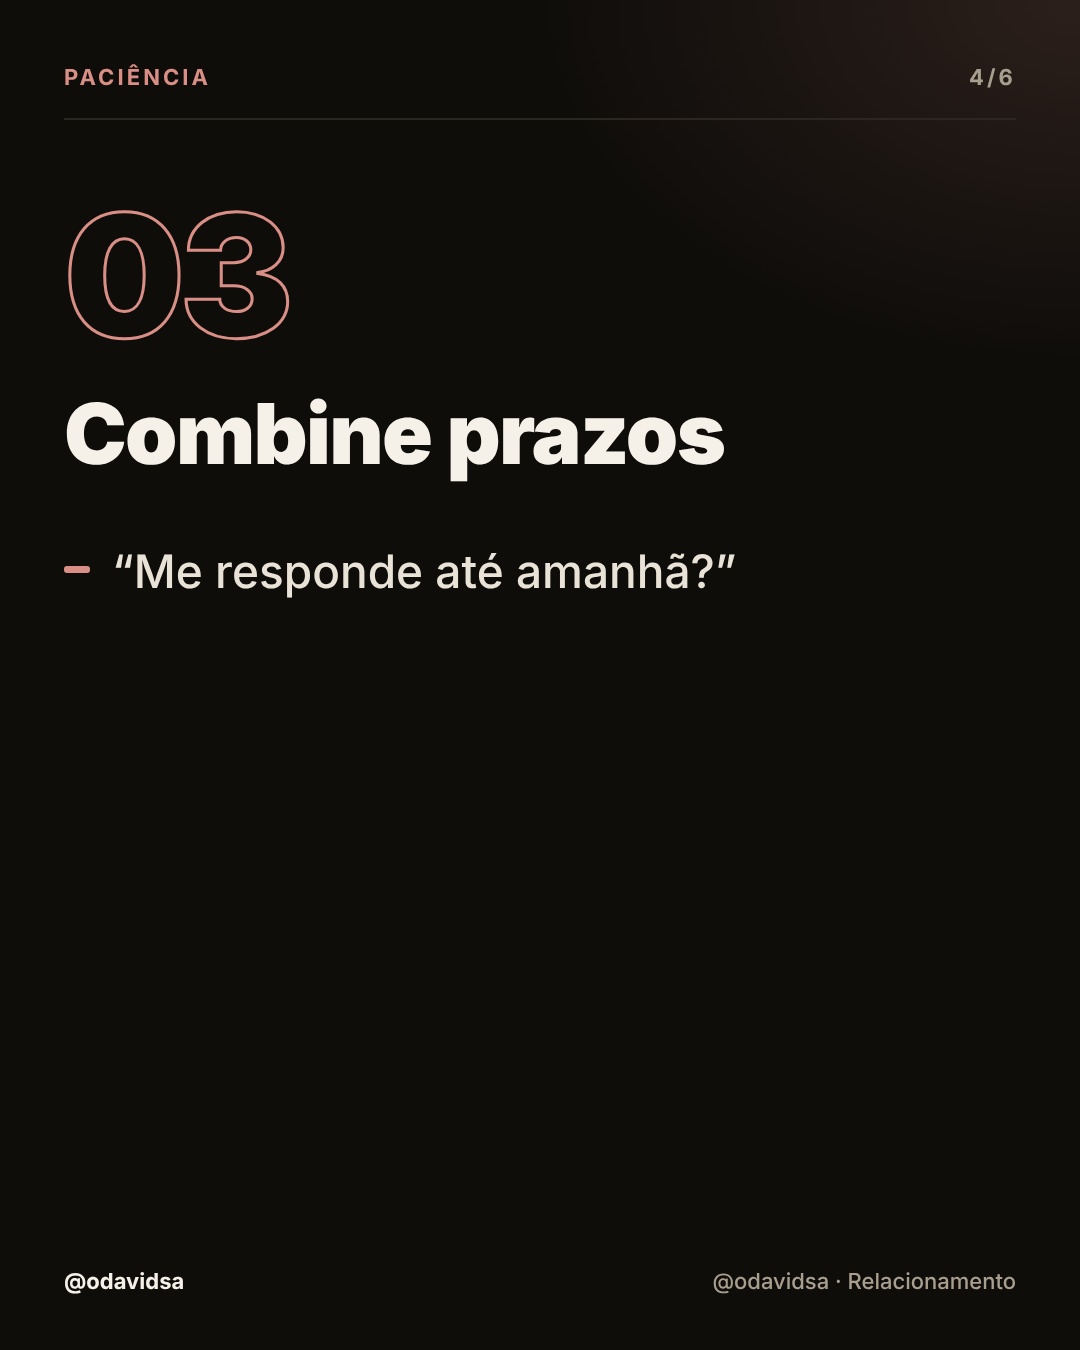 PACIÊNCIA
4/6
03
Combine prazos
“Me responde até amanhã?”
@odavidsa
@odavidsa · Relacionamento